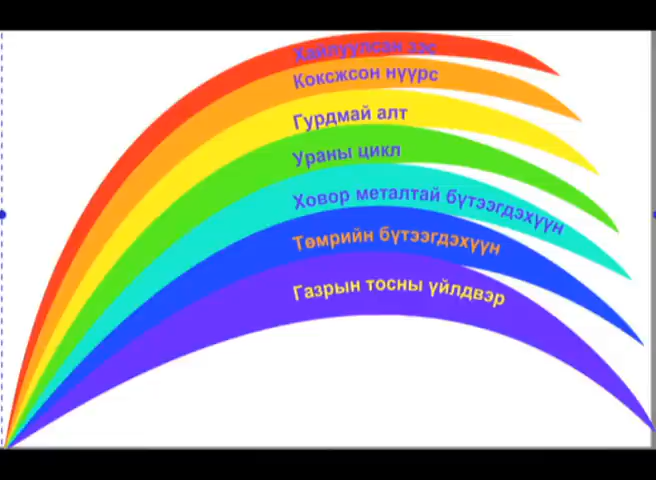 Хайлуулсан зэс
Коксжсон нүүрс
Гурдмай алт
Ураны цикл
Ховор металтай бүтээгдэхүүн
Төмрийн бүтээгдэхүүн
Газрын тосны үйлдвэр